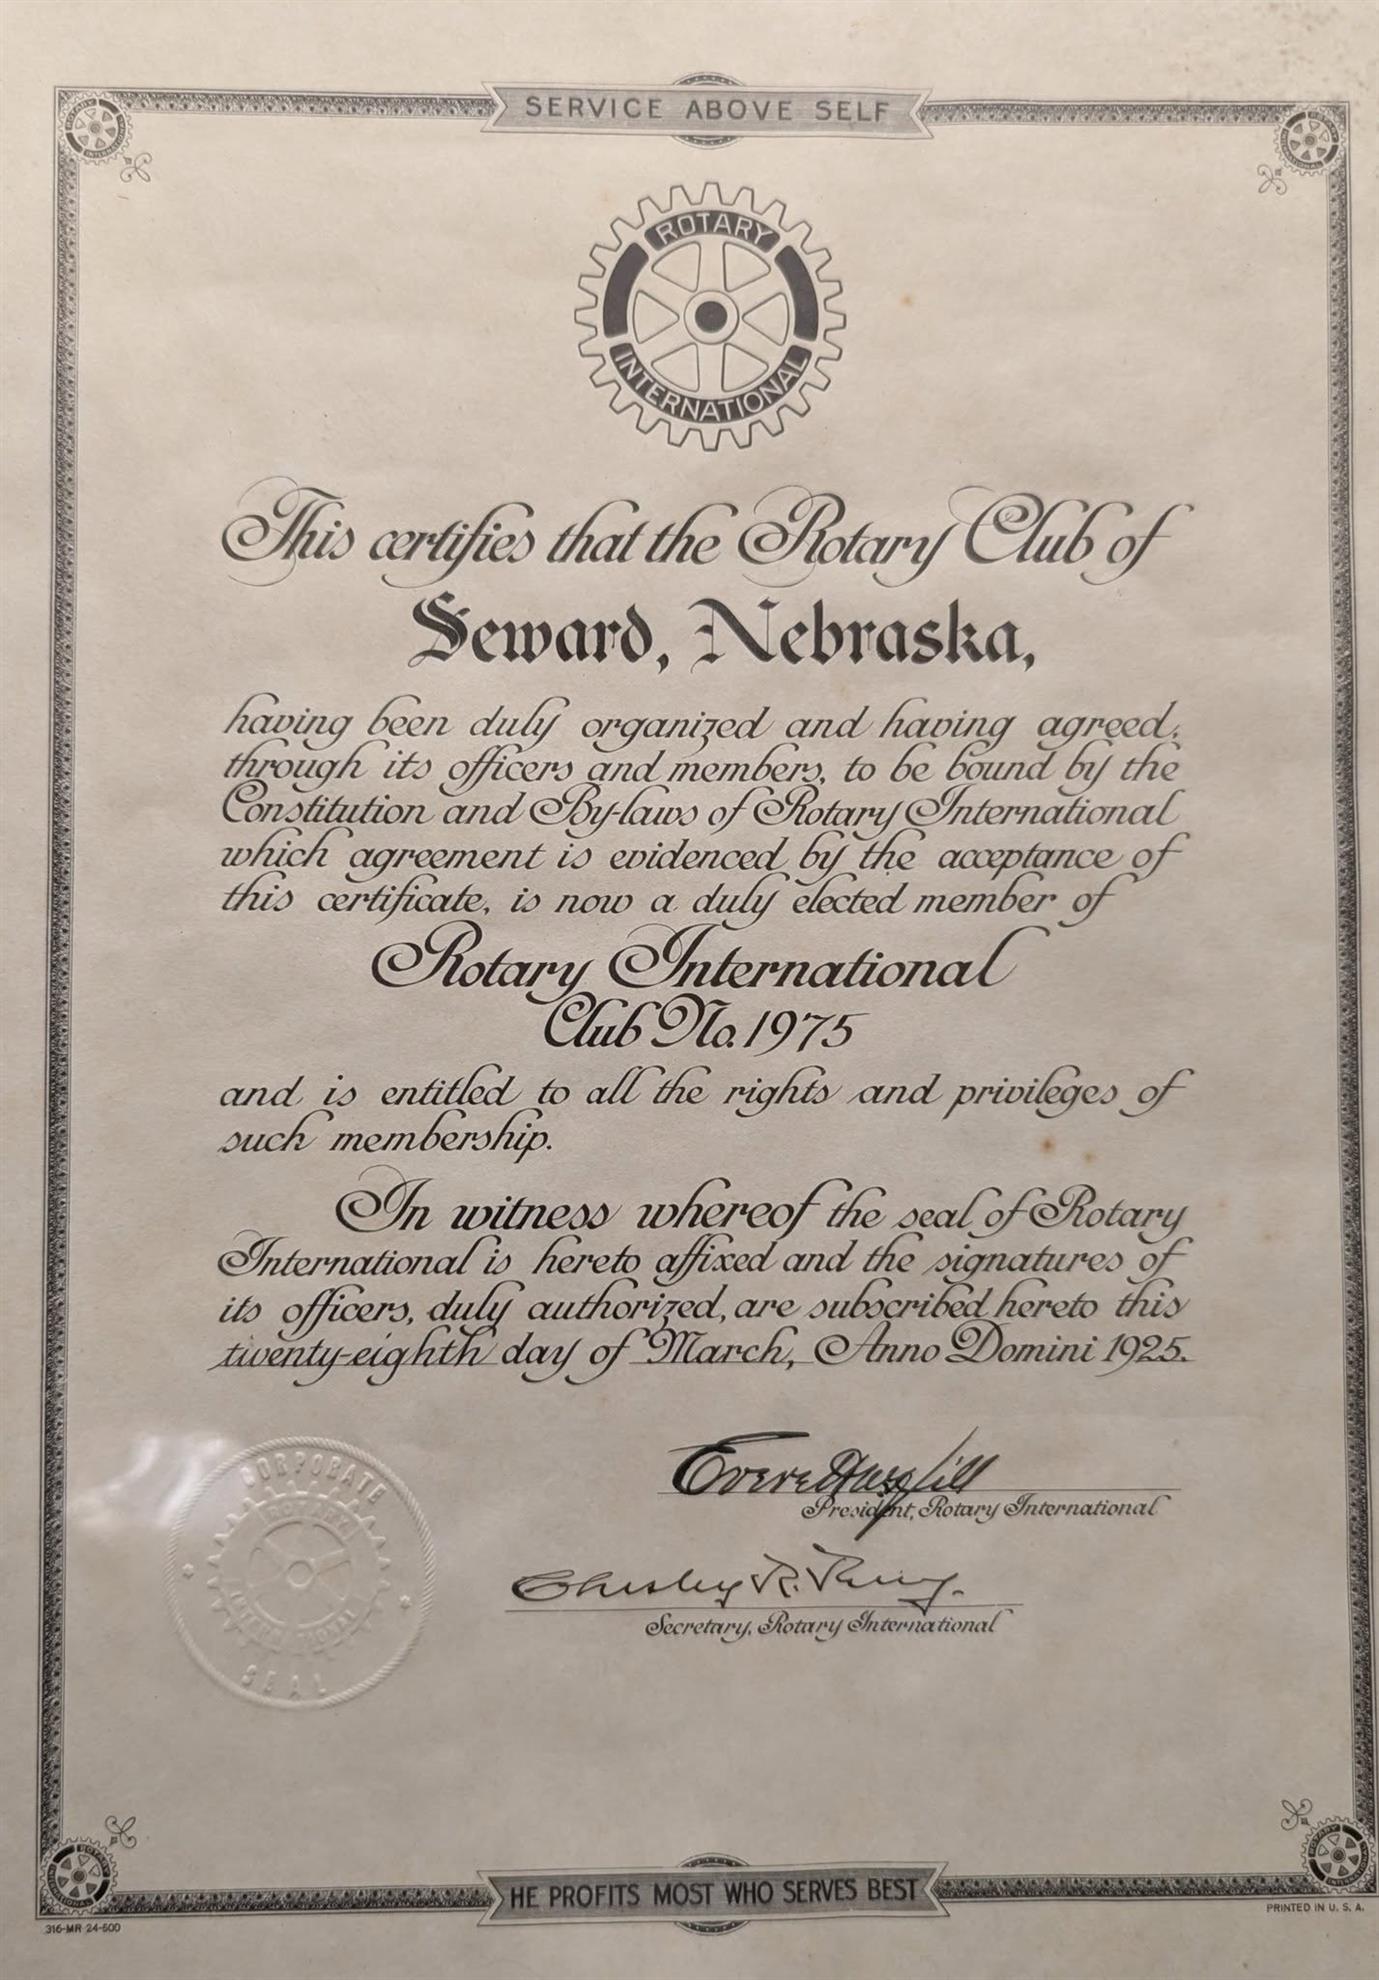 SERVICE ABOVE SELF
ROTARY
INTERNATIONAL
This certifies that the Rotary Club of
Seward, Nebraska,
having been duly organized and having agreed,
through its officers and members, to be bound by the
Constitution and By-laws of Rotary International
which agreement is evidenced by the acceptance of
this certificate, is now a duly elected member of
Rotary International
Club No. 1975
and is entitled to all the rights and privileges of
such membership.
In witness whereof the seal of Rotary
International is hereto affixed and the signatures of
its officers, duly authorized, are subscribed hereto this
twenty-eighth day of March, Anno Domini 1925.
Everett Hill
President, Rotary International
Chesley R. Perry.
Secretary, Rotary International
CORPORATE
ROTARY
INTERNATIONAL
SEAL
HE PROFITS MOST WHO SERVES BEST
316-MR 24-500
PRINTED IN U. S. A.